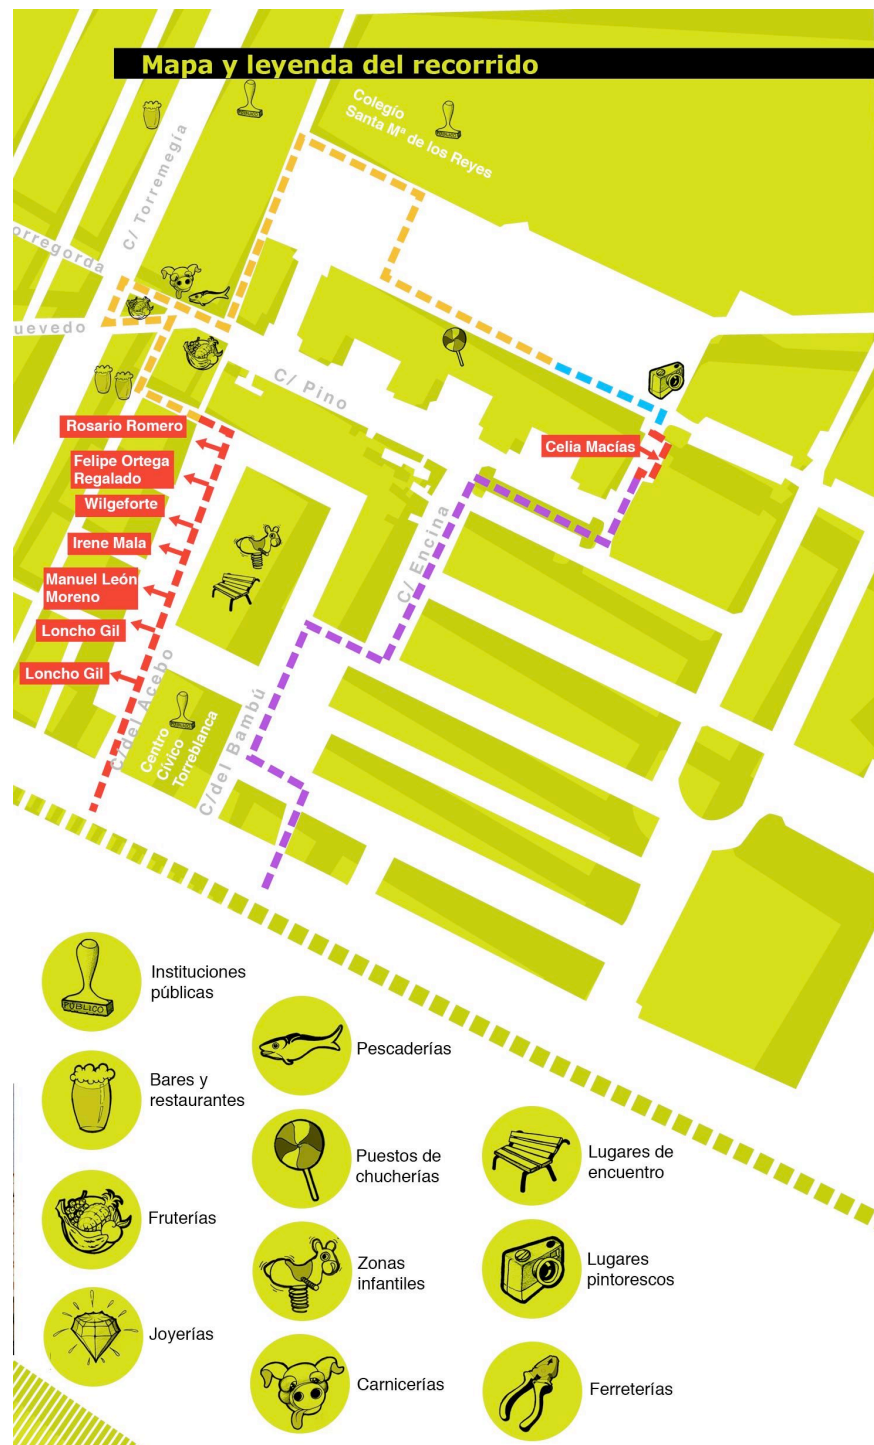 Mapa y leyenda del recorrido
Colegío
Santa Mª de los Reyes
C/ Torremegía
orregorda
uevedo
C/ Pino
Rosario Romero
Celia Macías
Felipe Ortega
Regalado
Wilgeforte
C/ Encina
Irene Mala
Manuel León
Moreno
Loncho Gil
Loncho Gil
C/del Acebo
Centro
Cívico
Torreblanca
C/del Bambú
PÚBLICO
Instituciones
públicas
Pescaderías
Bares y
restaurantes
Puestos de
chucherías
Lugares de
encuentro
Fruterías
Zonas
infantiles
Lugares
pintorescos
Joyerías
Carnicerías
Ferreterías